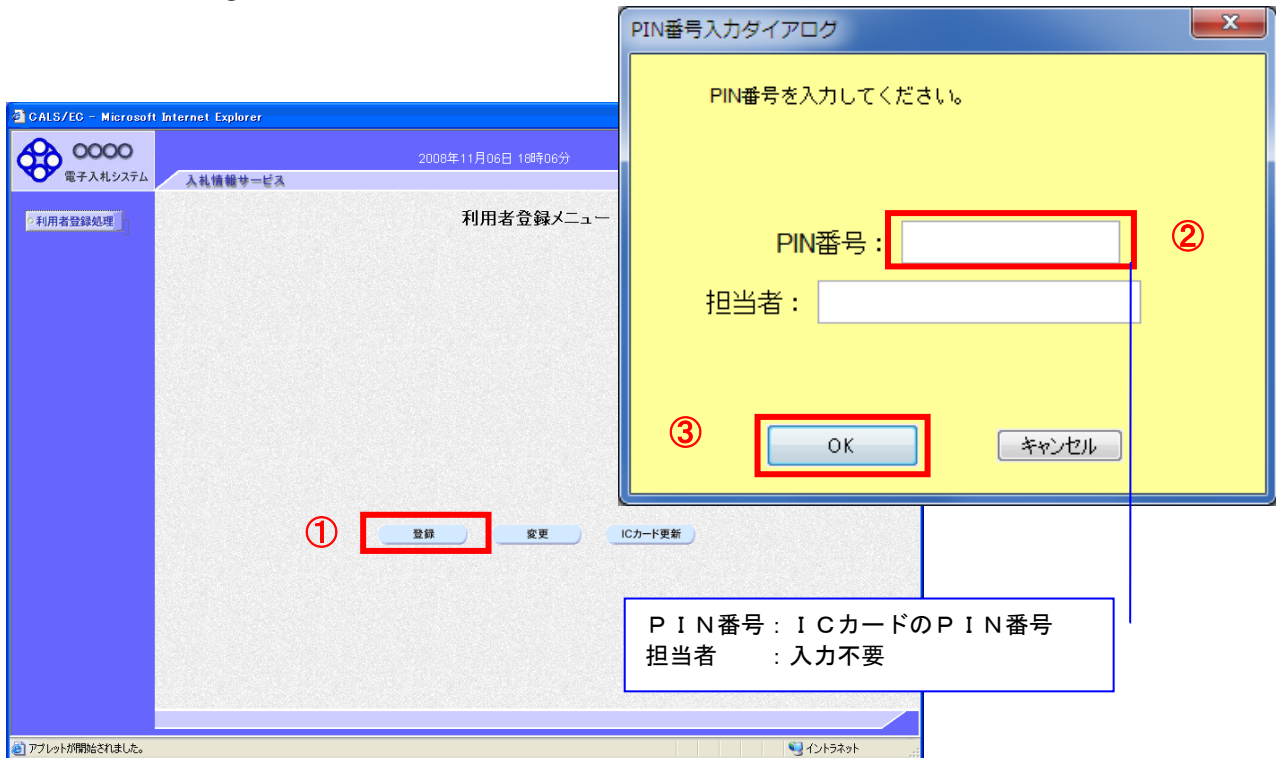 PIN番号入力ダイアログ
X
PIN番号を入力してください。
CALS/EC - Microsoft Internet Explorer
○○○○
電子入札システム
2008年11月06日 18時06分
入札情報サービス
利用者登録処理
利用者登録メニュー
PIN番号：
②
担当者：
③
OK
キャンセル
①
登録
変更
ICカード更新
ＰＩＮ番号：ＩＣカードのＰＩＮ番号
担当者　　：入力不要
アプレットが開始されました。
イントラネット